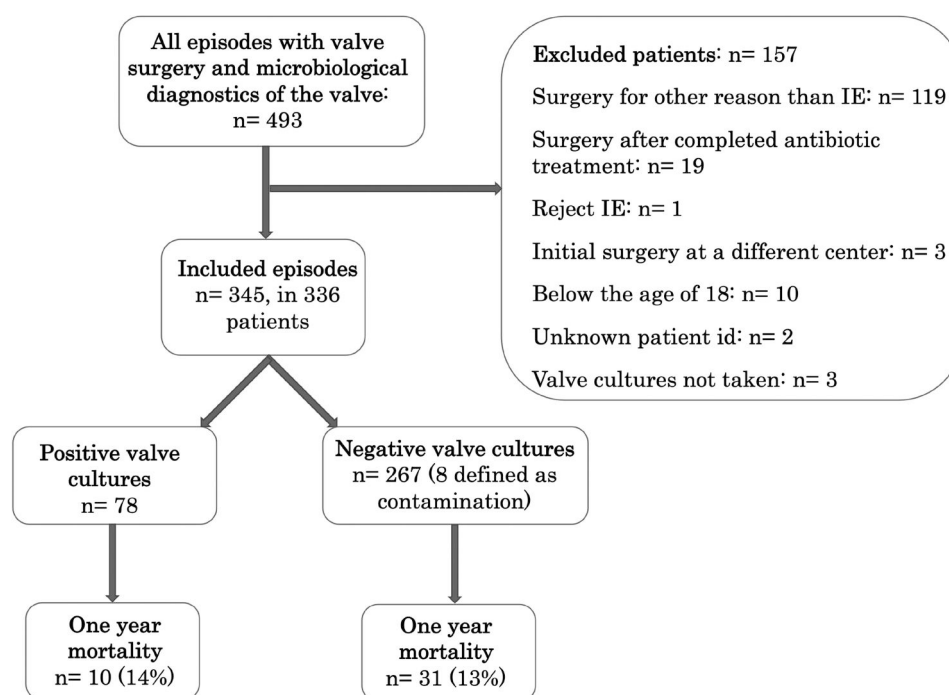 All episodes with valve
surgery and microbiological
diagnostics of the valve:
n= 493
Excluded patients: n= 157
Surgery for other reason than IE: n= 119
Surgery after completed antibiotic
treatment: n= 19
Reject IE: n= 1
Initial surgery at a different center: n= 3
Below the age of 18: n= 10
Unknown patient id: n= 2
Valve cultures not taken: n= 3
Included episodes
n= 345, in 336
patients
Positive valve
cultures
n= 78
Negative valve cultures
n= 267 (8 defined as
contamination)
One year
mortality
n= 10 (14%)
One year
mortality
n= 31 (13%)